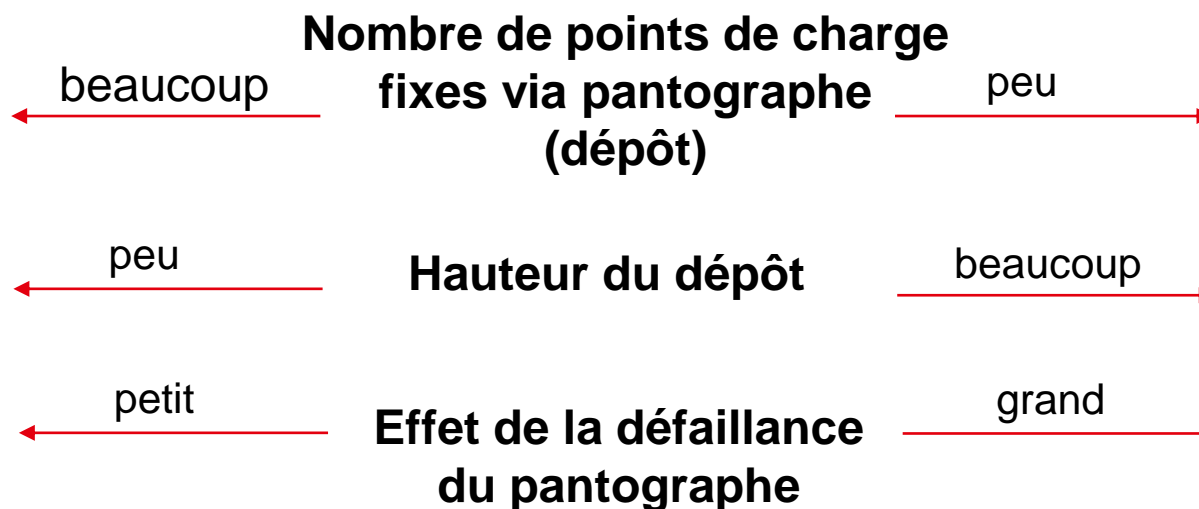 Nombre de points de charge
beaucoup fixes via pantographe peu
(dépôt)
peu Hauteur du dépôt beaucoup
petit Effet de la défaillance grand
du pantographe